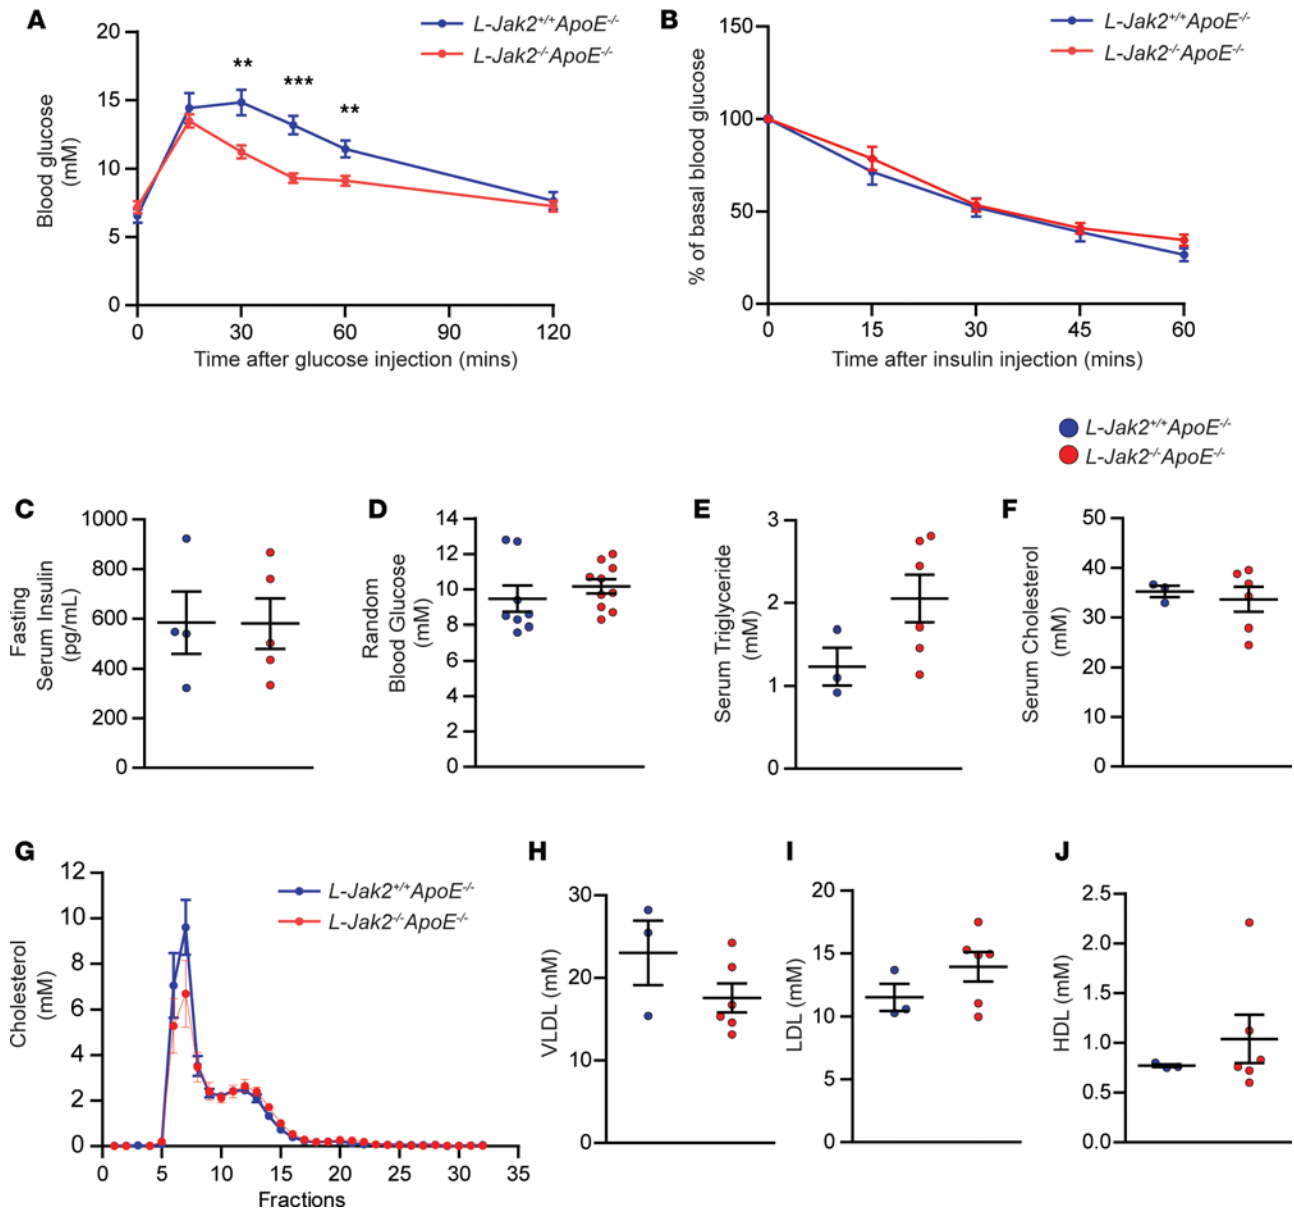 A
L-Jak2+/+ApoE-/-
L-Jak2-/-ApoE-/-
**
***
**
Blood glucose
(mM)
20
15
10
5
0
0
30
60
90
120
Time after glucose injection (mins)
B
L-Jak2+/+ApoE-/-
L-Jak2-/-ApoE-/-
% of basal blood glucose
150
100
50
0
0
15
30
45
60
Time after insulin injection (mins)
L-Jak2+/+ApoE-/-
L-Jak2-/-ApoE-/-
C
Fasting
Serum Insulin
(pg/mL)
1000
800
600
400
200
0
D
Random
Blood Glucose
(mM)
14
12
10
8
6
4
2
0
E
Serum Triglyceride
(mM)
3
2
1
0
F
Serum Cholesterol
(mM)
50
40
30
20
10
0
G
L-Jak2+/+ApoE-/-
L-Jak2-/-ApoE-/-
Cholesterol
(mM)
12
10
8
6
4
2
0
0
5
10
15
20
25
30
35
Fractions
H
VLDL (mM)
30
20
10
0
I
LDL (mM)
20
15
10
5
0
J
HDL (mM)
2.5
2.0
1.5
1.0
0.5
0.0